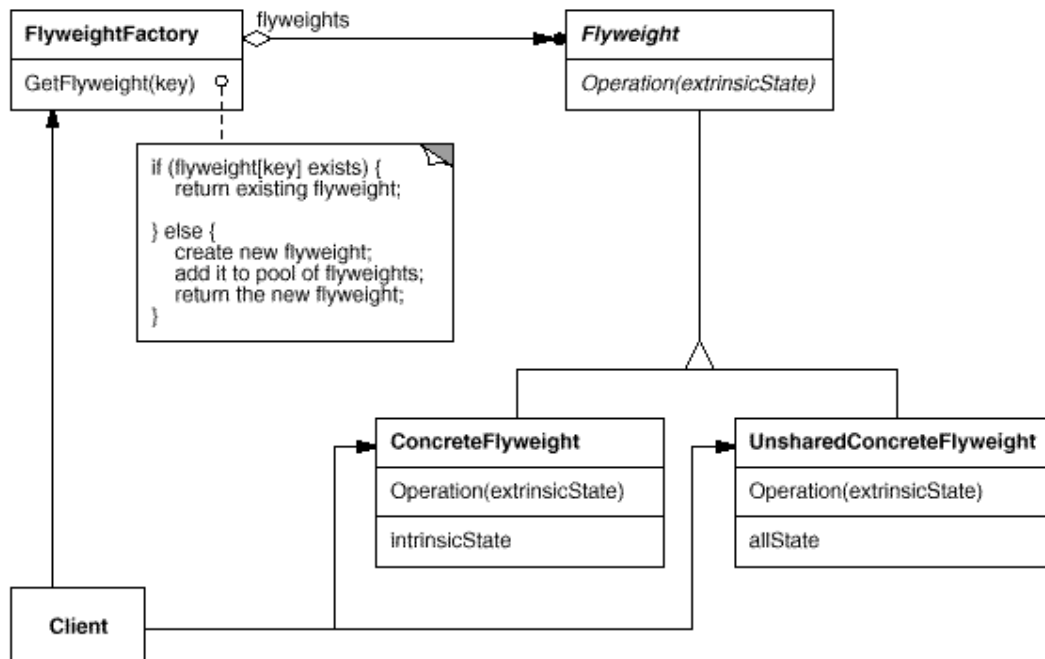 flyweights
FlyweightFactory
GetFlyweight(key)
Flyweight
Operation(extrinsicState)
if (flyweight[key] exists) {
return existing flyweight;
} else {
create new flyweight;
add it to pool of flyweights;
return the new flyweight;
}
ConcreteFlyweight
Operation(extrinsicState)
intrinsicState
UnsharedConcreteFlyweight
Operation(extrinsicState)
allState
Client